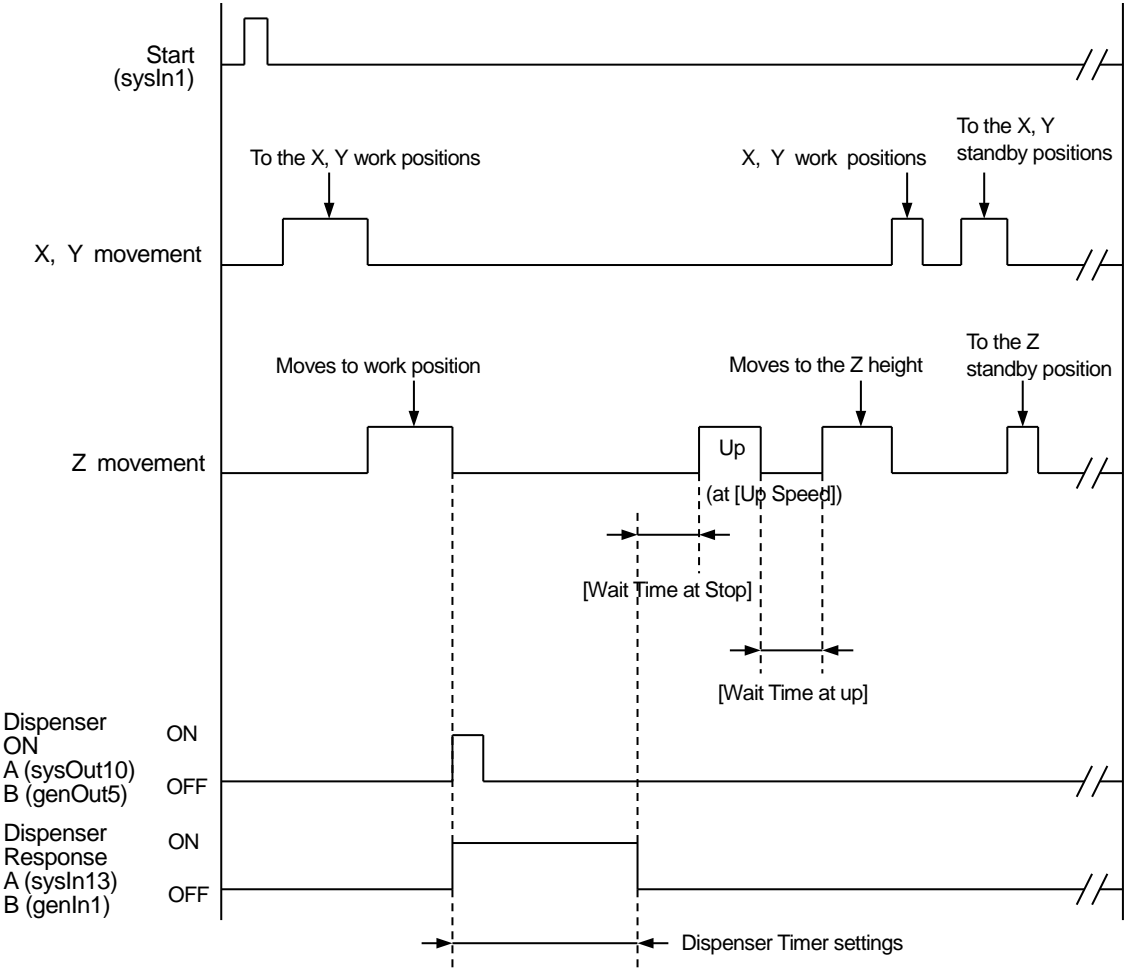 Start
(sysIn1)
To the X, Y work positions
X, Y work positions
To the X, Y
standby positions
X, Y movement
Moves to work position
Moves to the Z height
To the Z
standby position
Z movement
Up
(at [Up Speed])
[Wait Time at Stop]
[Wait Time at up]
Dispenser
ON
A (sysOut10)
B (genOut5)
ON
OFF
Dispenser
Response
A (sysIn13)
B (genIn1)
ON
OFF
Dispenser Timer settings